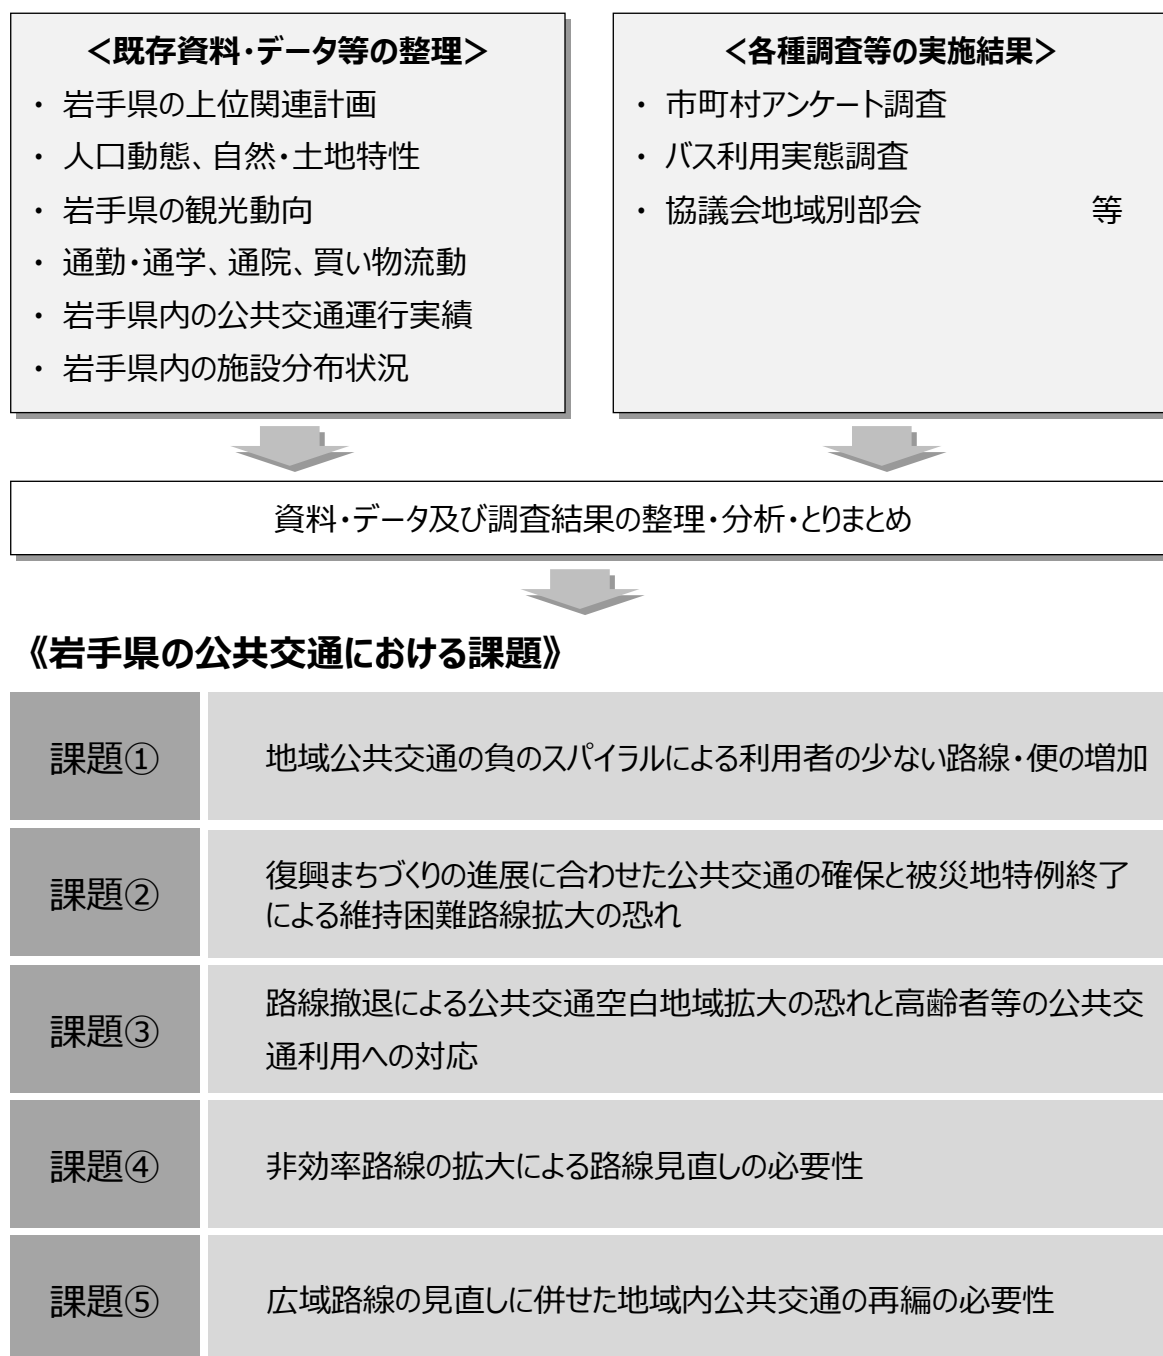 ＜既存資料・データ等の整理＞
・ 岩手県の上位関連計画
・ 人口動態、自然・土地特性
・ 岩手県の観光動向
・ 通勤・通学、通院、買い物流動
・ 岩手県内の公共交通運行実績
・ 岩手県内の施設分布状況
＜各種調査等の実施結果＞
・ 市町村アンケート調査
・ バス利用実態調査
・ 協議会地域別部会 等
資料・データ及び調査結果の整理・分析・とりまとめ
《岩手県の公共交通における課題》
課題①
地域公共交通の負のスパイラルによる利用者の少ない路線・便の増加
課題②
復興まちづくりの進展に合わせた公共交通の確保と被災地特例終了
による維持困難路線拡大の恐れ
課題③
路線撤退による公共交通空白地域拡大の恐れと高齢者等の公共交
通利用への対応
課題④
非効率路線の拡大による路線見直しの必要性
課題⑤
広域路線の見直しに併せた地域内公共交通の再編の必要性